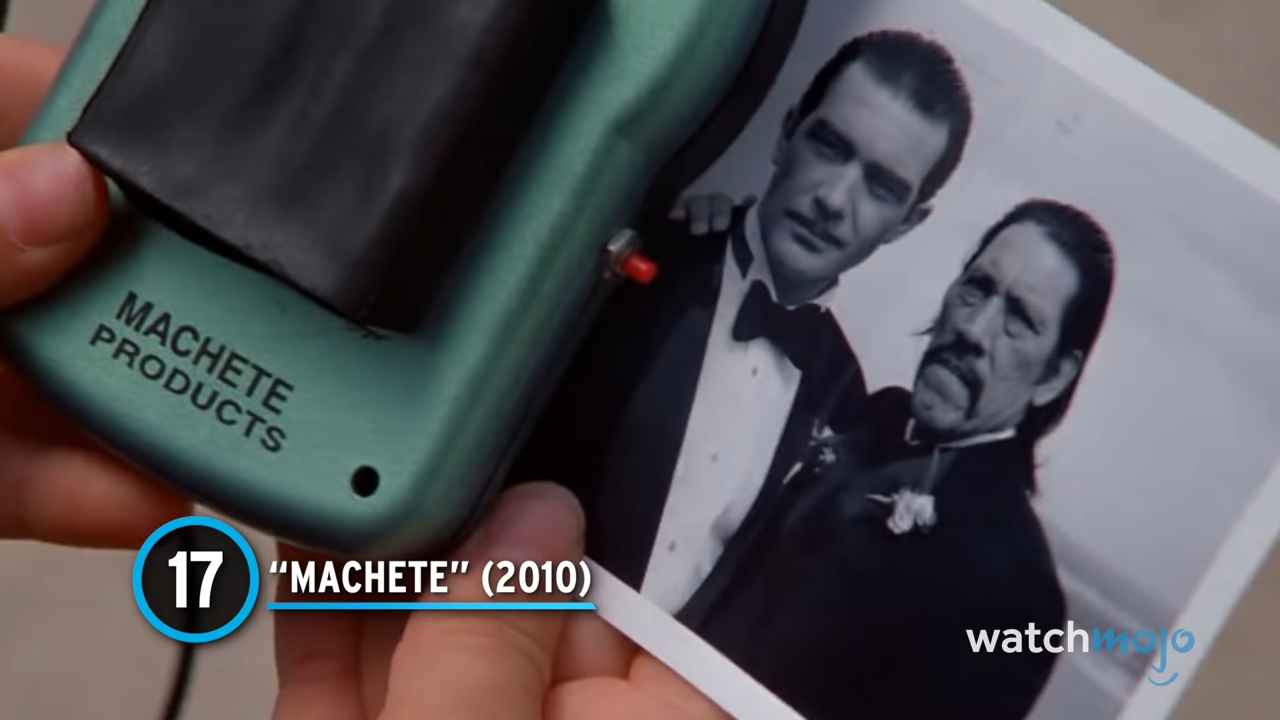 MACHETE
PRODUCTS
17
“MACHETE” (2010)
watchmojo